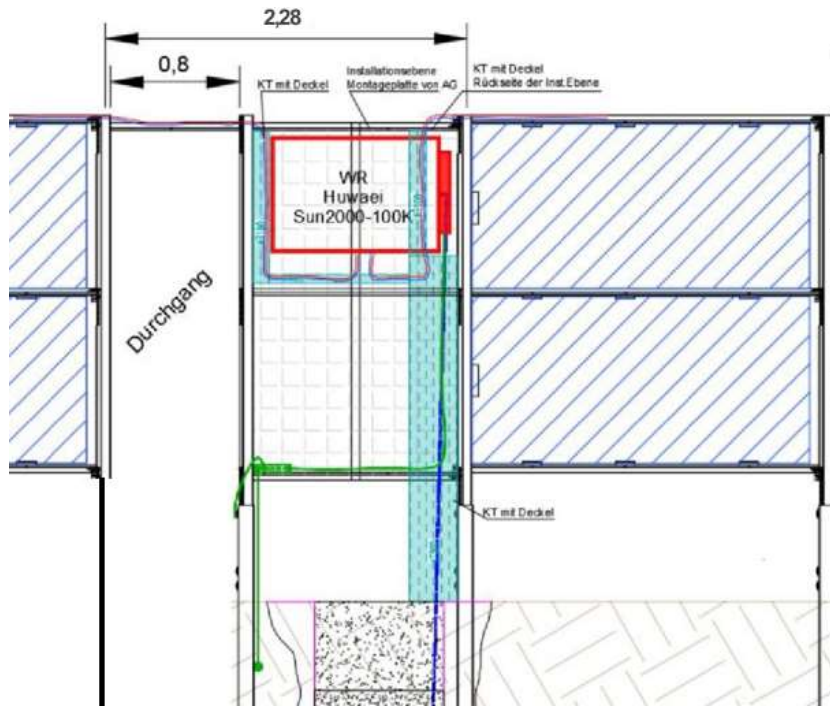 2,28
0,8
KT mit Deckel
Installationsebene
Montageplatte von AG
KT mit Deckel
Rückseite der Inst.Ebene
WR
Huwaei
Sun2000-100K
Durchgang
KT mit Deckel